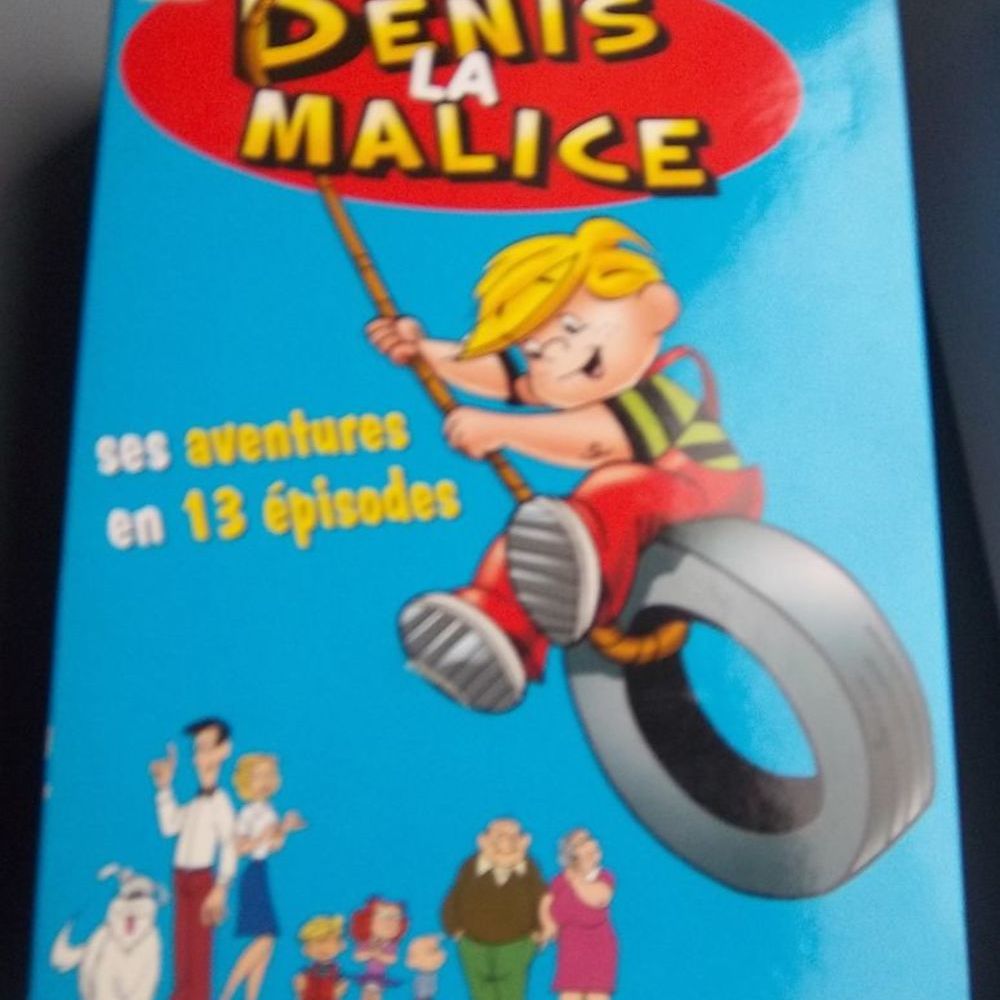 DENIS
LA
MALICE
ses aventures
en 13 épisodes